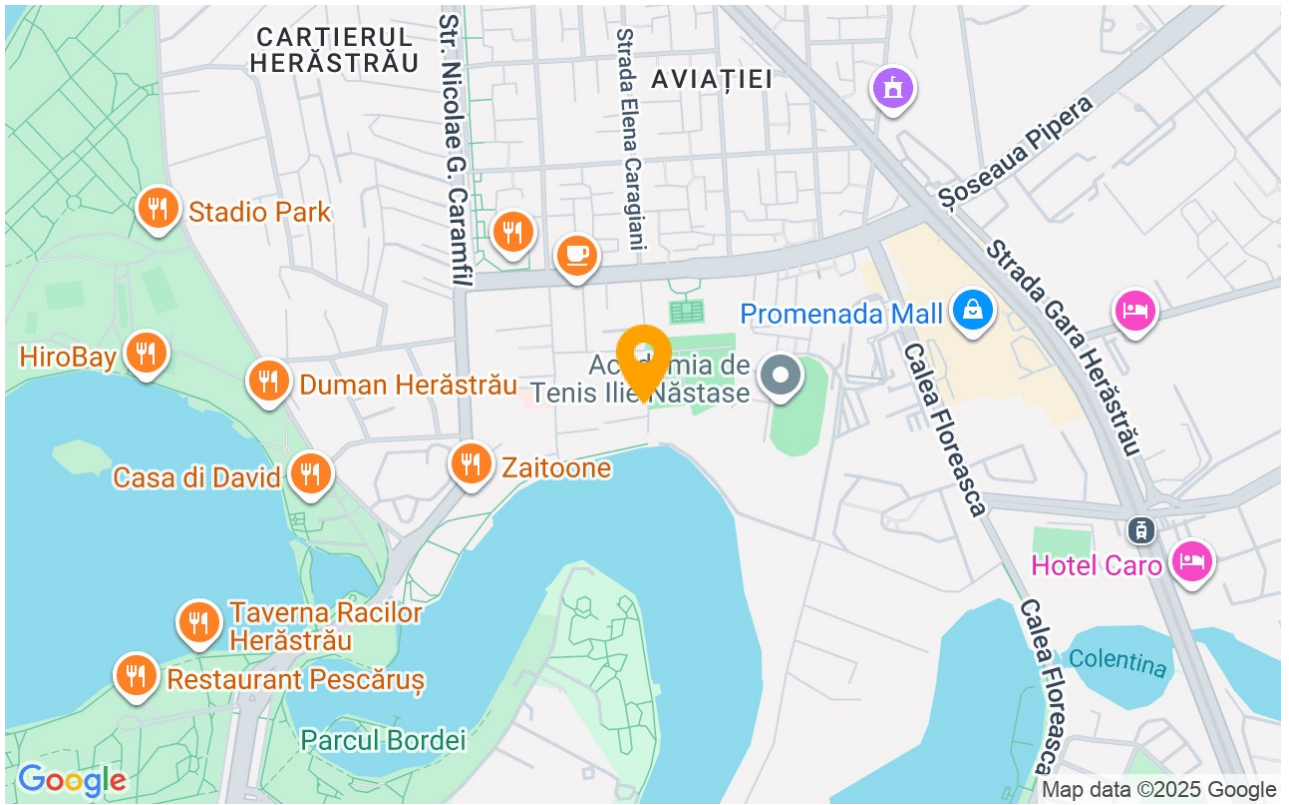 CARTIERUL
HERĂSTRĂU
Str. Nicolae G. Caramfil
Strada Elena Caragiani
AVIAȚIEI
Șoseaua Pipera
Stadio Park
Strada Gara Herăstrău
Promenada Mall
HiroBay
Duman Herăstrău
Tenis Ilie Năstase
Calea Floreasca
Casa di David
Zaitoone
Hotel Caro
Taverna Racilor
Herăstrău
Calea Floreasca
Colentina
Restaurant Pescăruș
Parcul Bordei
Google
Map data ©2025 Google